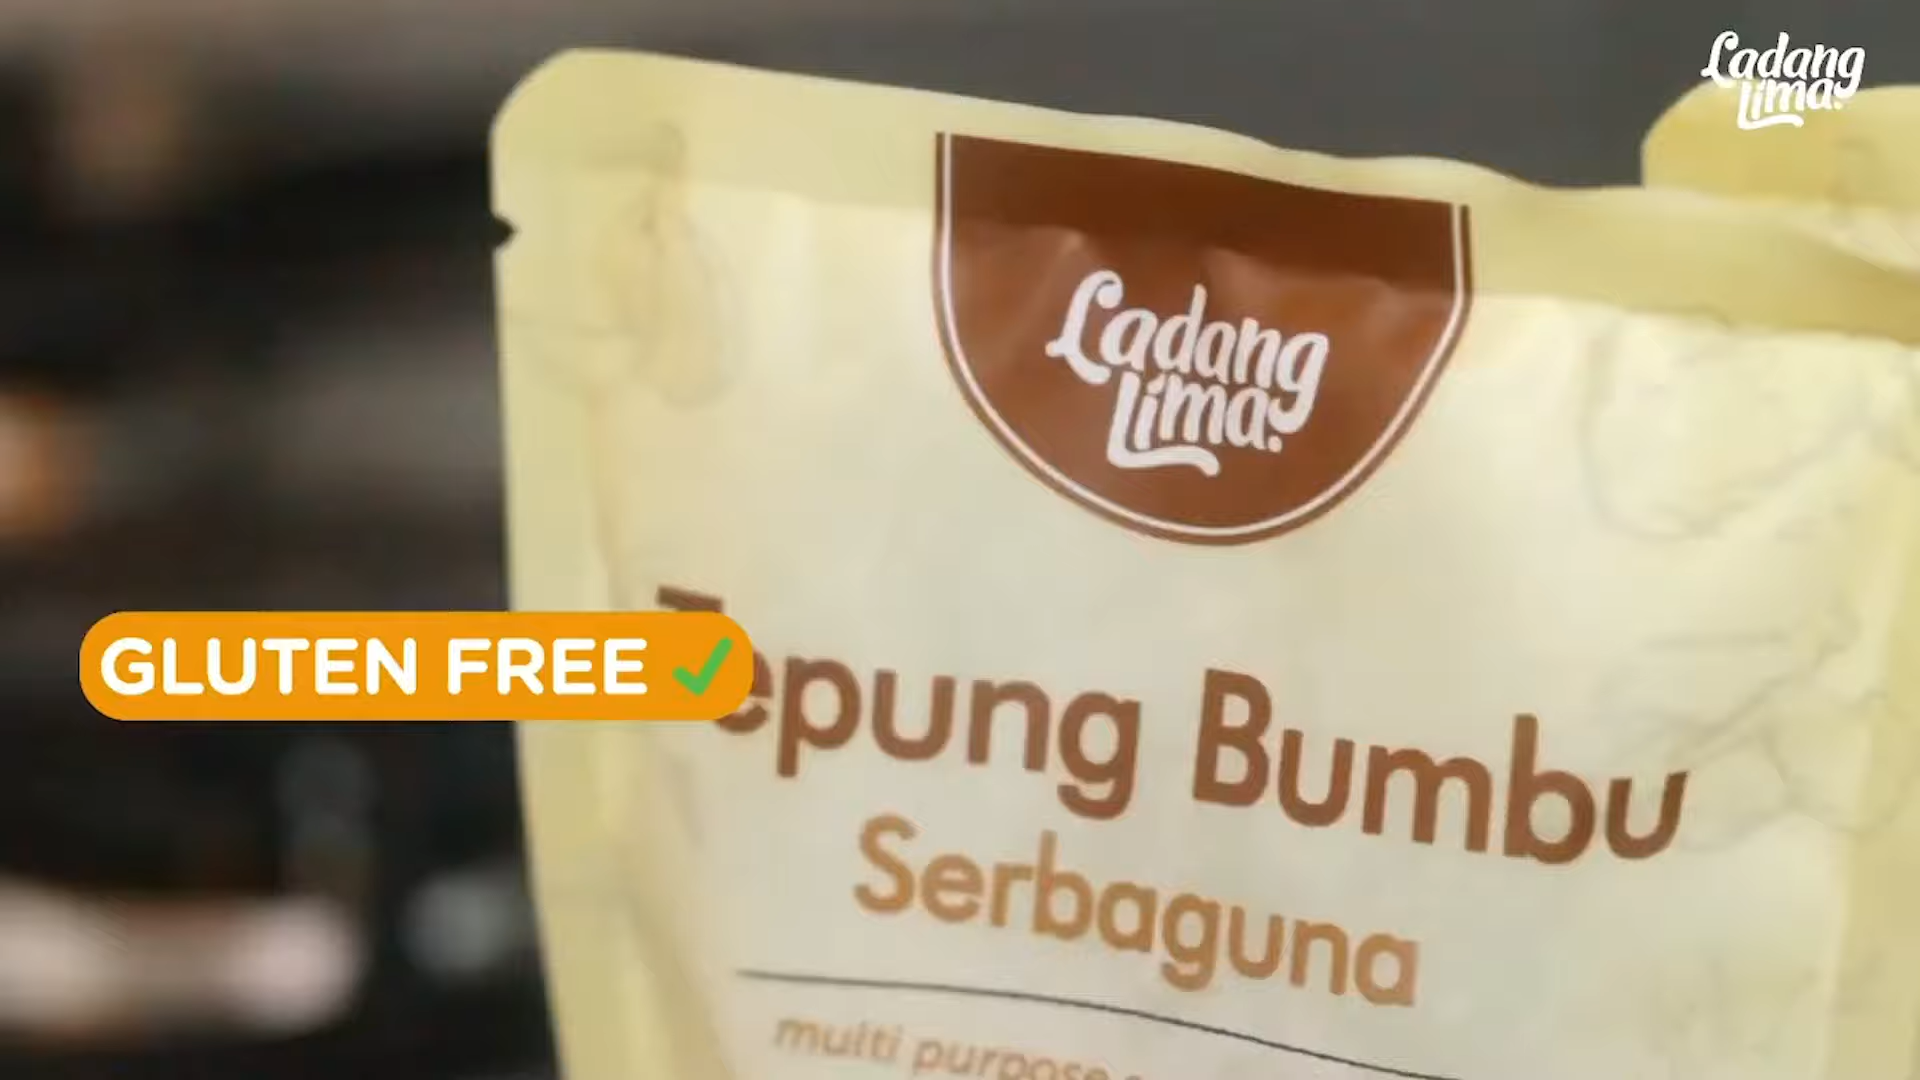 Ladang
Lima.
Ladang
Lima.
GLUTEN FREE
Tepung Bumbu
Serbaguna
multi purpose